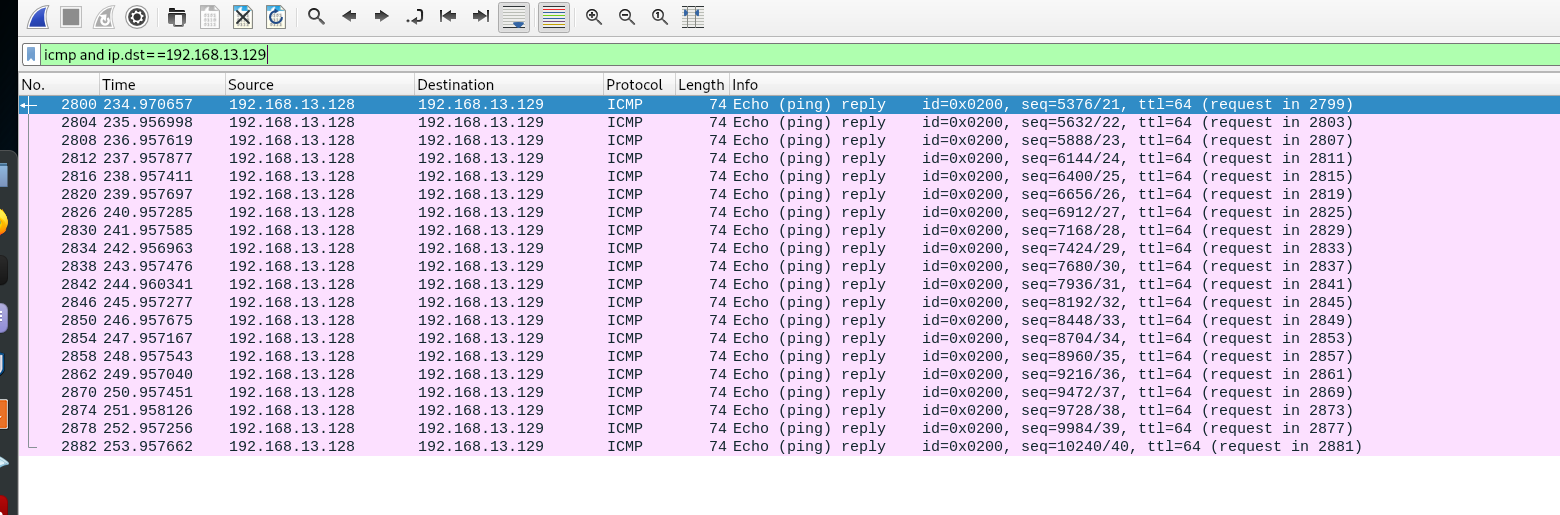 icmp and ip.dst==192.168.13.129
No. Time Source Destination Protocol Length Info
2800 234.970657 192.168.13.128 192.168.13.129 ICMP 74 Echo (ping) reply id=0x0200, seq=5376/21, ttl=64 (request in 2799)
2804 235.956998 192.168.13.128 192.168.13.129 ICMP 74 Echo (ping) reply id=0x0200, seq=5632/22, ttl=64 (request in 2803)
2808 236.957619 192.168.13.128 192.168.13.129 ICMP 74 Echo (ping) reply id=0x0200, seq=5888/23, ttl=64 (request in 2807)
2812 237.957877 192.168.13.128 192.168.13.129 ICMP 74 Echo (ping) reply id=0x0200, seq=6144/24, ttl=64 (request in 2811)
2816 238.957411 192.168.13.128 192.168.13.129 ICMP 74 Echo (ping) reply id=0x0200, seq=6400/25, ttl=64 (request in 2815)
2820 239.957697 192.168.13.128 192.168.13.129 ICMP 74 Echo (ping) reply id=0x0200, seq=6656/26, ttl=64 (request in 2819)
2826 240.957285 192.168.13.128 192.168.13.129 ICMP 74 Echo (ping) reply id=0x0200, seq=6912/27, ttl=64 (request in 2825)
2830 241.957585 192.168.13.128 192.168.13.129 ICMP 74 Echo (ping) reply id=0x0200, seq=7168/28, ttl=64 (request in 2829)
2834 242.956963 192.168.13.128 192.168.13.129 ICMP 74 Echo (ping) reply id=0x0200, seq=7424/29, ttl=64 (request in 2833)
2838 243.957476 192.168.13.128 192.168.13.129 ICMP 74 Echo (ping) reply id=0x0200, seq=7680/30, ttl=64 (request in 2837)
2842 244.960341 192.168.13.128 192.168.13.129 ICMP 74 Echo (ping) reply id=0x0200, seq=7936/31, ttl=64 (request in 2841)
2846 245.957277 192.168.13.128 192.168.13.129 ICMP 74 Echo (ping) reply id=0x0200, seq=8192/32, ttl=64 (request in 2845)
2850 246.957675 192.168.13.128 192.168.13.129 ICMP 74 Echo (ping) reply id=0x0200, seq=8448/33, ttl=64 (request in 2849)
2854 247.957167 192.168.13.128 192.168.13.129 ICMP 74 Echo (ping) reply id=0x0200, seq=8704/34, ttl=64 (request in 2853)
2858 248.957543 192.168.13.128 192.168.13.129 ICMP 74 Echo (ping) reply id=0x0200, seq=8960/35, ttl=64 (request in 2857)
2862 249.957040 192.168.13.128 192.168.13.129 ICMP 74 Echo (ping) reply id=0x0200, seq=9216/36, ttl=64 (request in 2861)
2870 250.957451 192.168.13.128 192.168.13.129 ICMP 74 Echo (ping) reply id=0x0200, seq=9472/37, ttl=64 (request in 2869)
2874 251.958126 192.168.13.128 192.168.13.129 ICMP 74 Echo (ping) reply id=0x0200, seq=9728/38, ttl=64 (request in 2873)
2878 252.957256 192.168.13.128 192.168.13.129 ICMP 74 Echo (ping) reply id=0x0200, seq=9984/39, ttl=64 (request in 2877)
2882 253.957662 192.168.13.128 192.168.13.129 ICMP 74 Echo (ping) reply id=0x0200, seq=10240/40, ttl=64 (request in 2881)